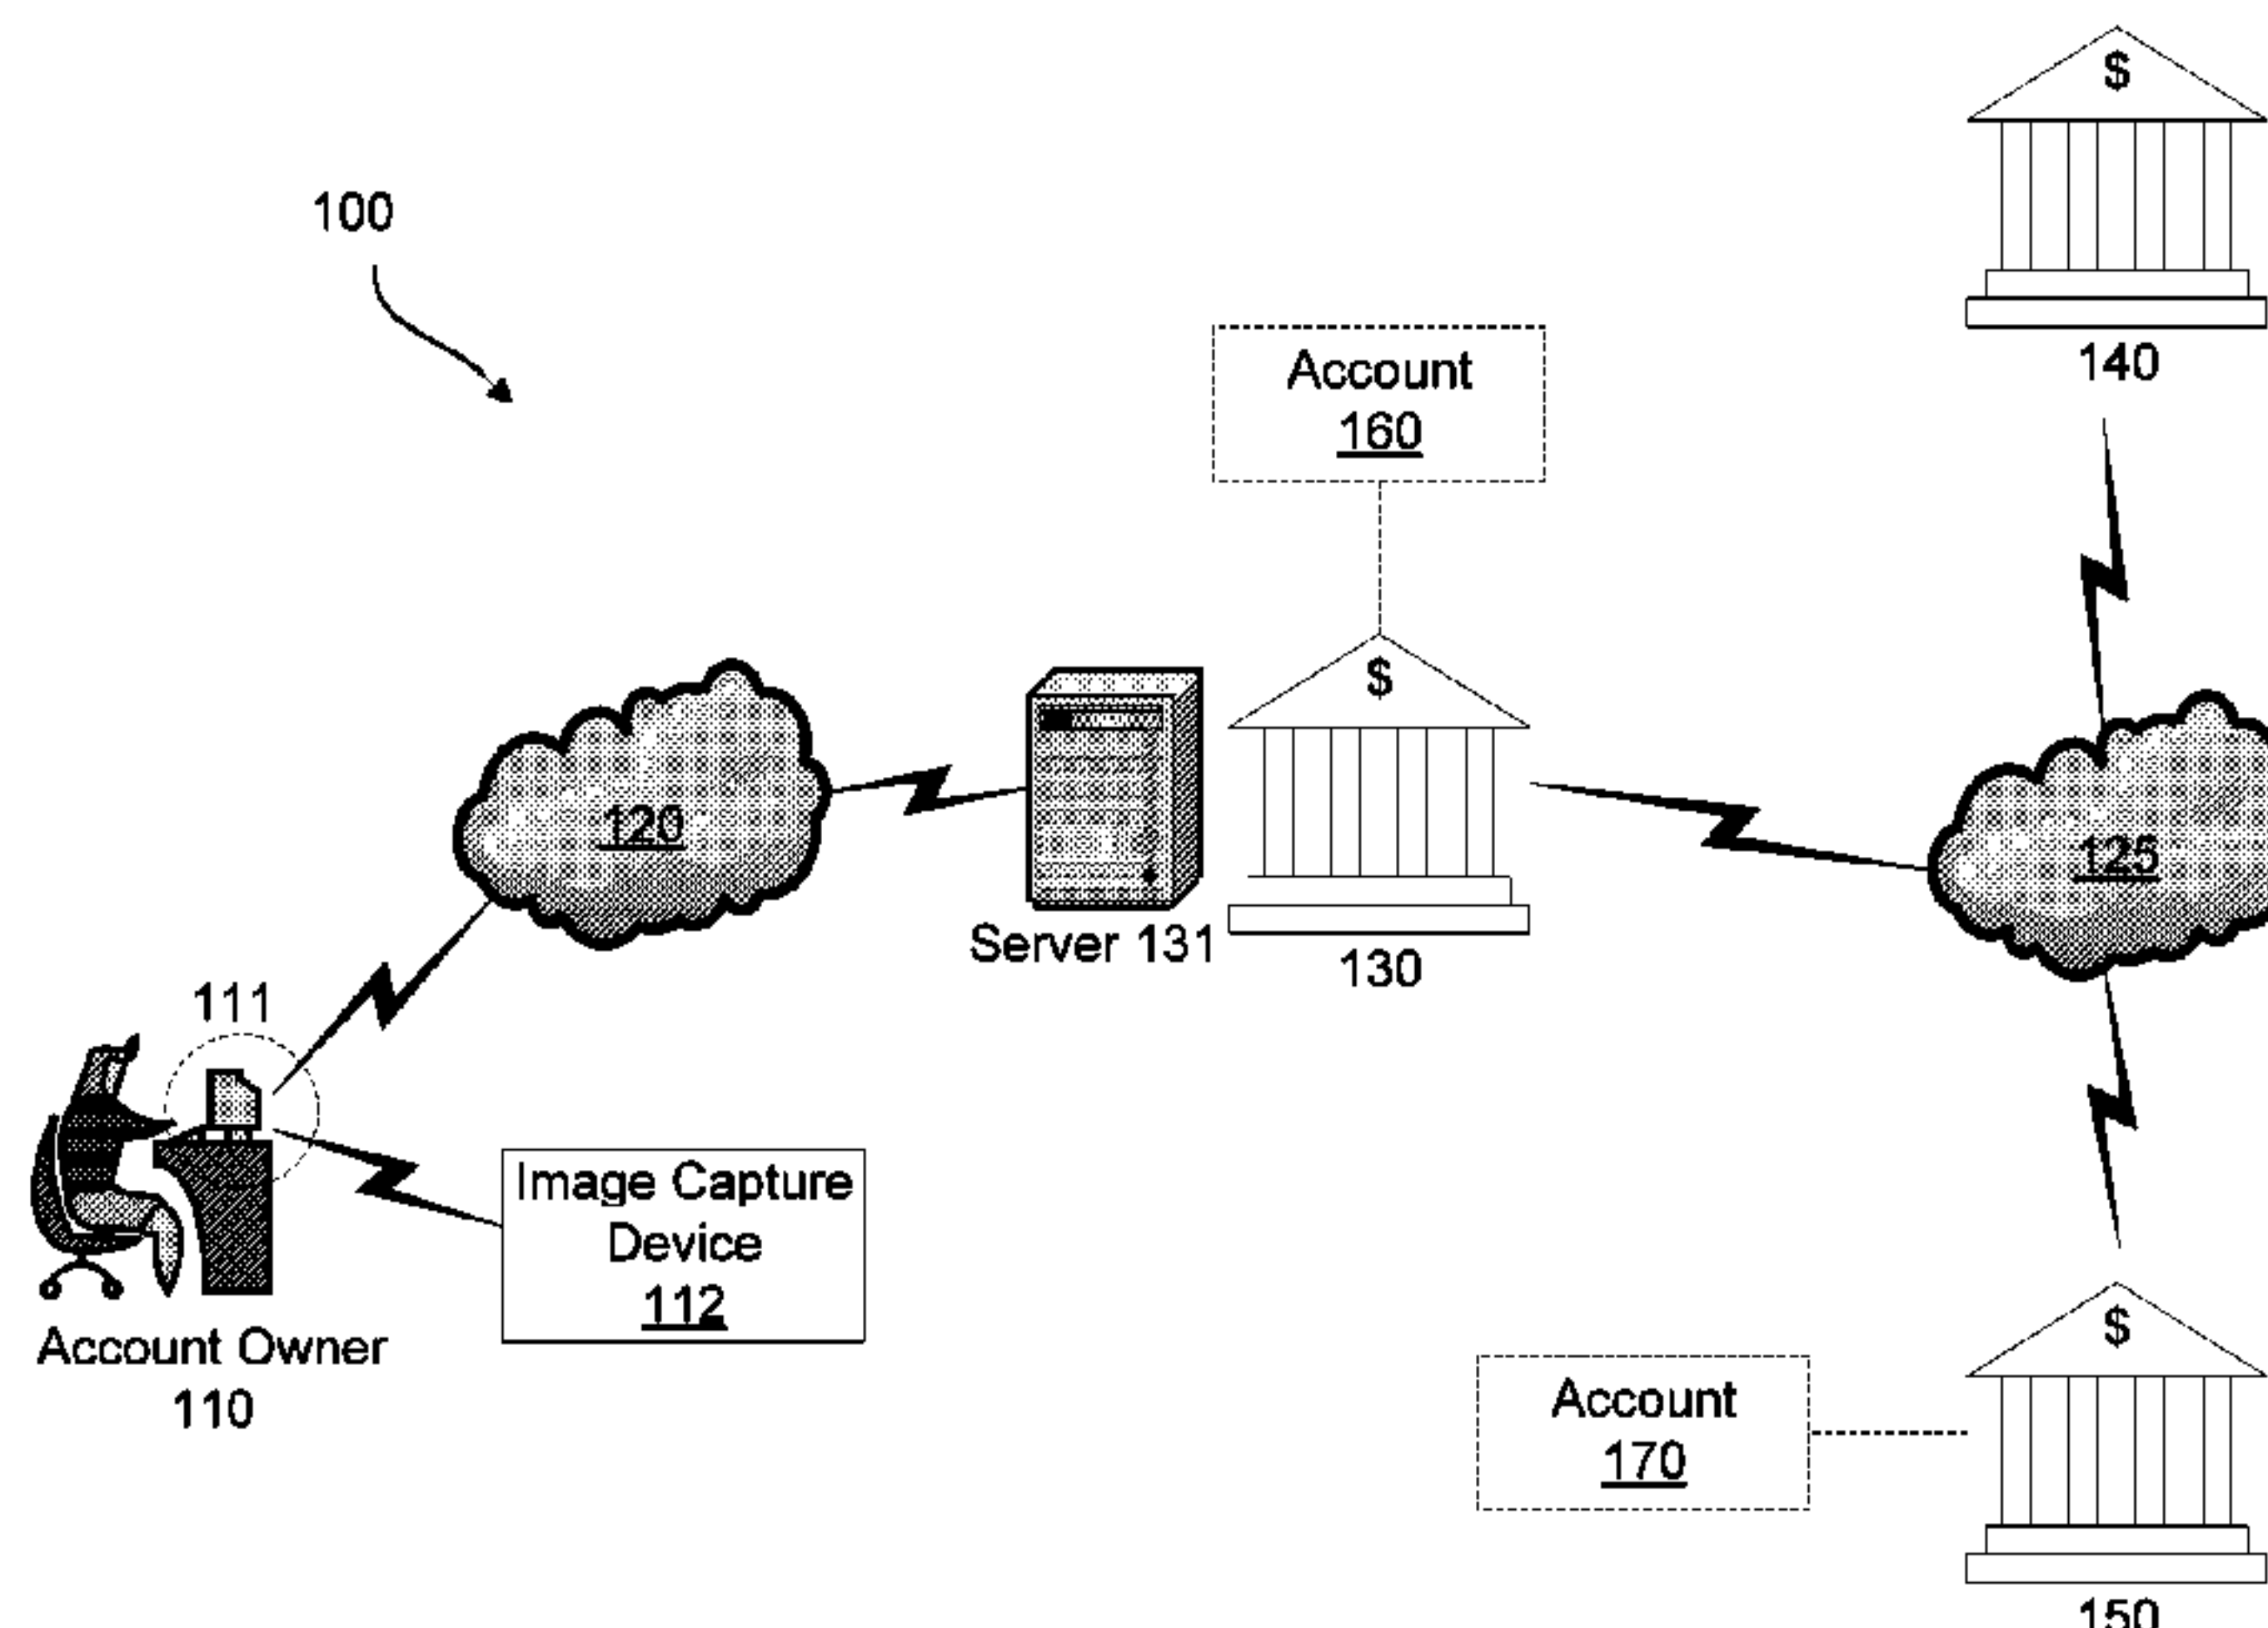 $
100
140
Account
160
$
120
125
Server 131
130
111
Image Capture
Device
112
$
Account Owner
110
Account
170
150